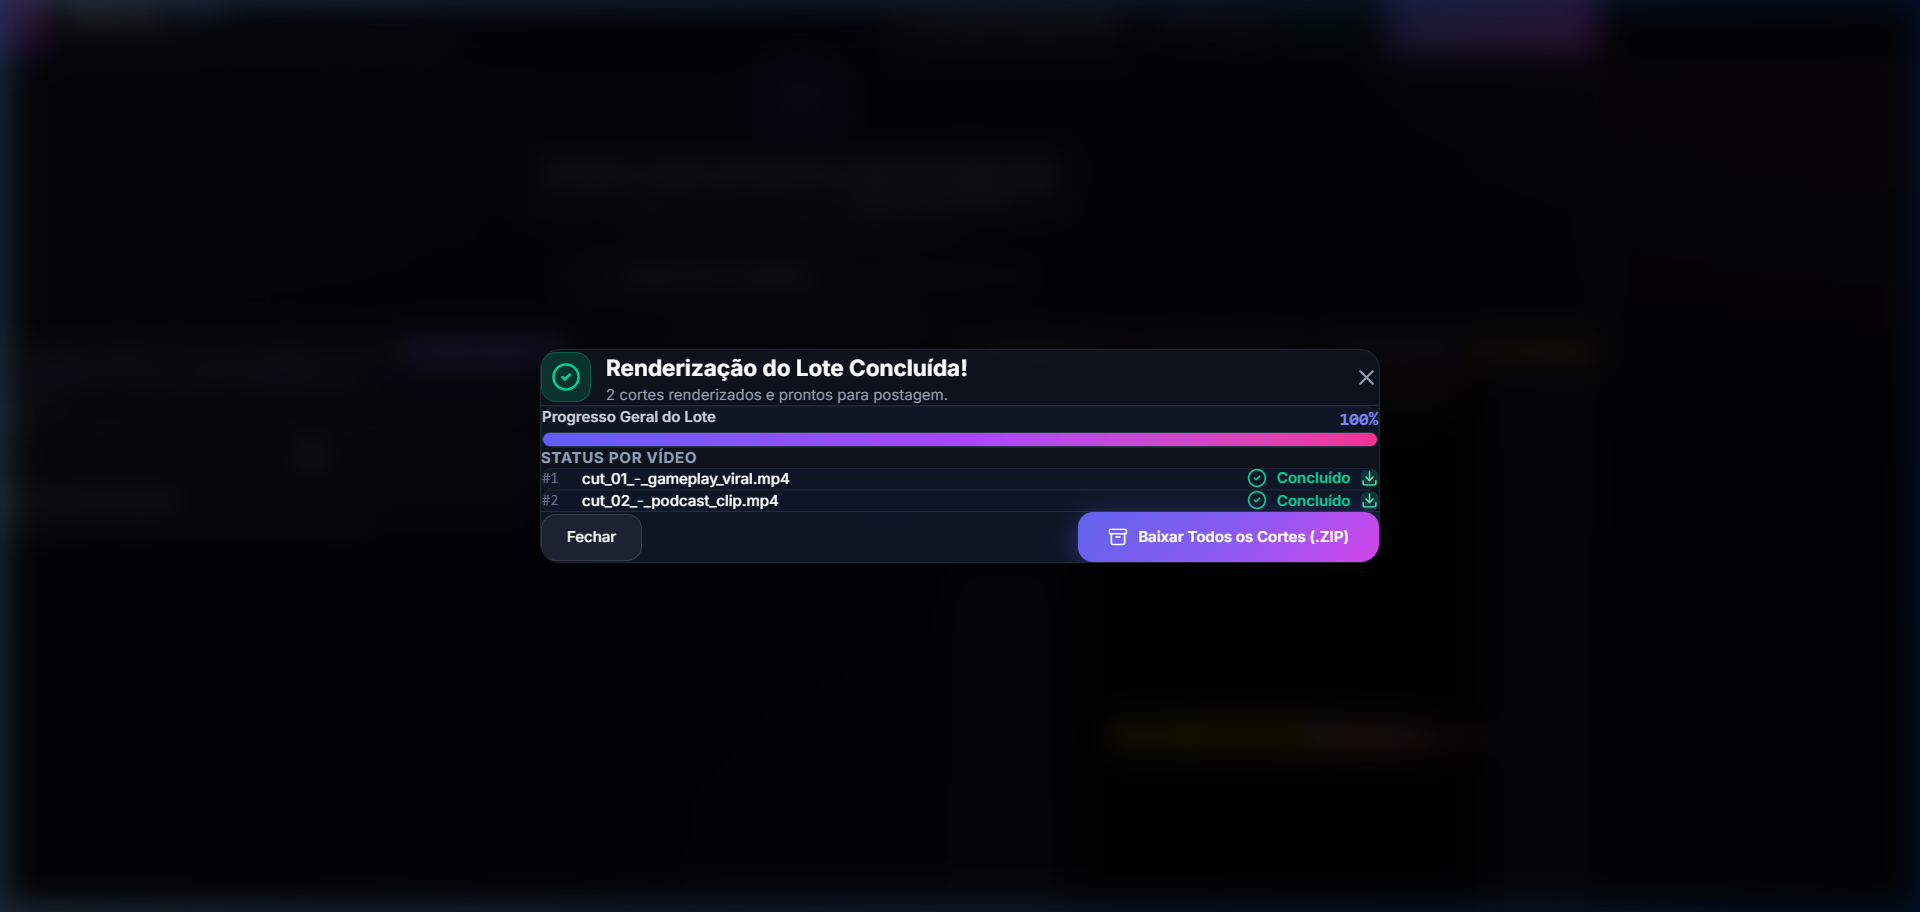 Renderização do Lote Concluída!
2 cortes renderizados e prontos para postagem.
Progresso Geral do Lote 100%
STATUS POR VÍDEO
#1 cut_01_-_gameplay_viral.mp4 Concluído
#2 cut_02_-_podcast_clip.mp4 Concluído
Fechar Baixar Todos os Cortes (.ZIP)